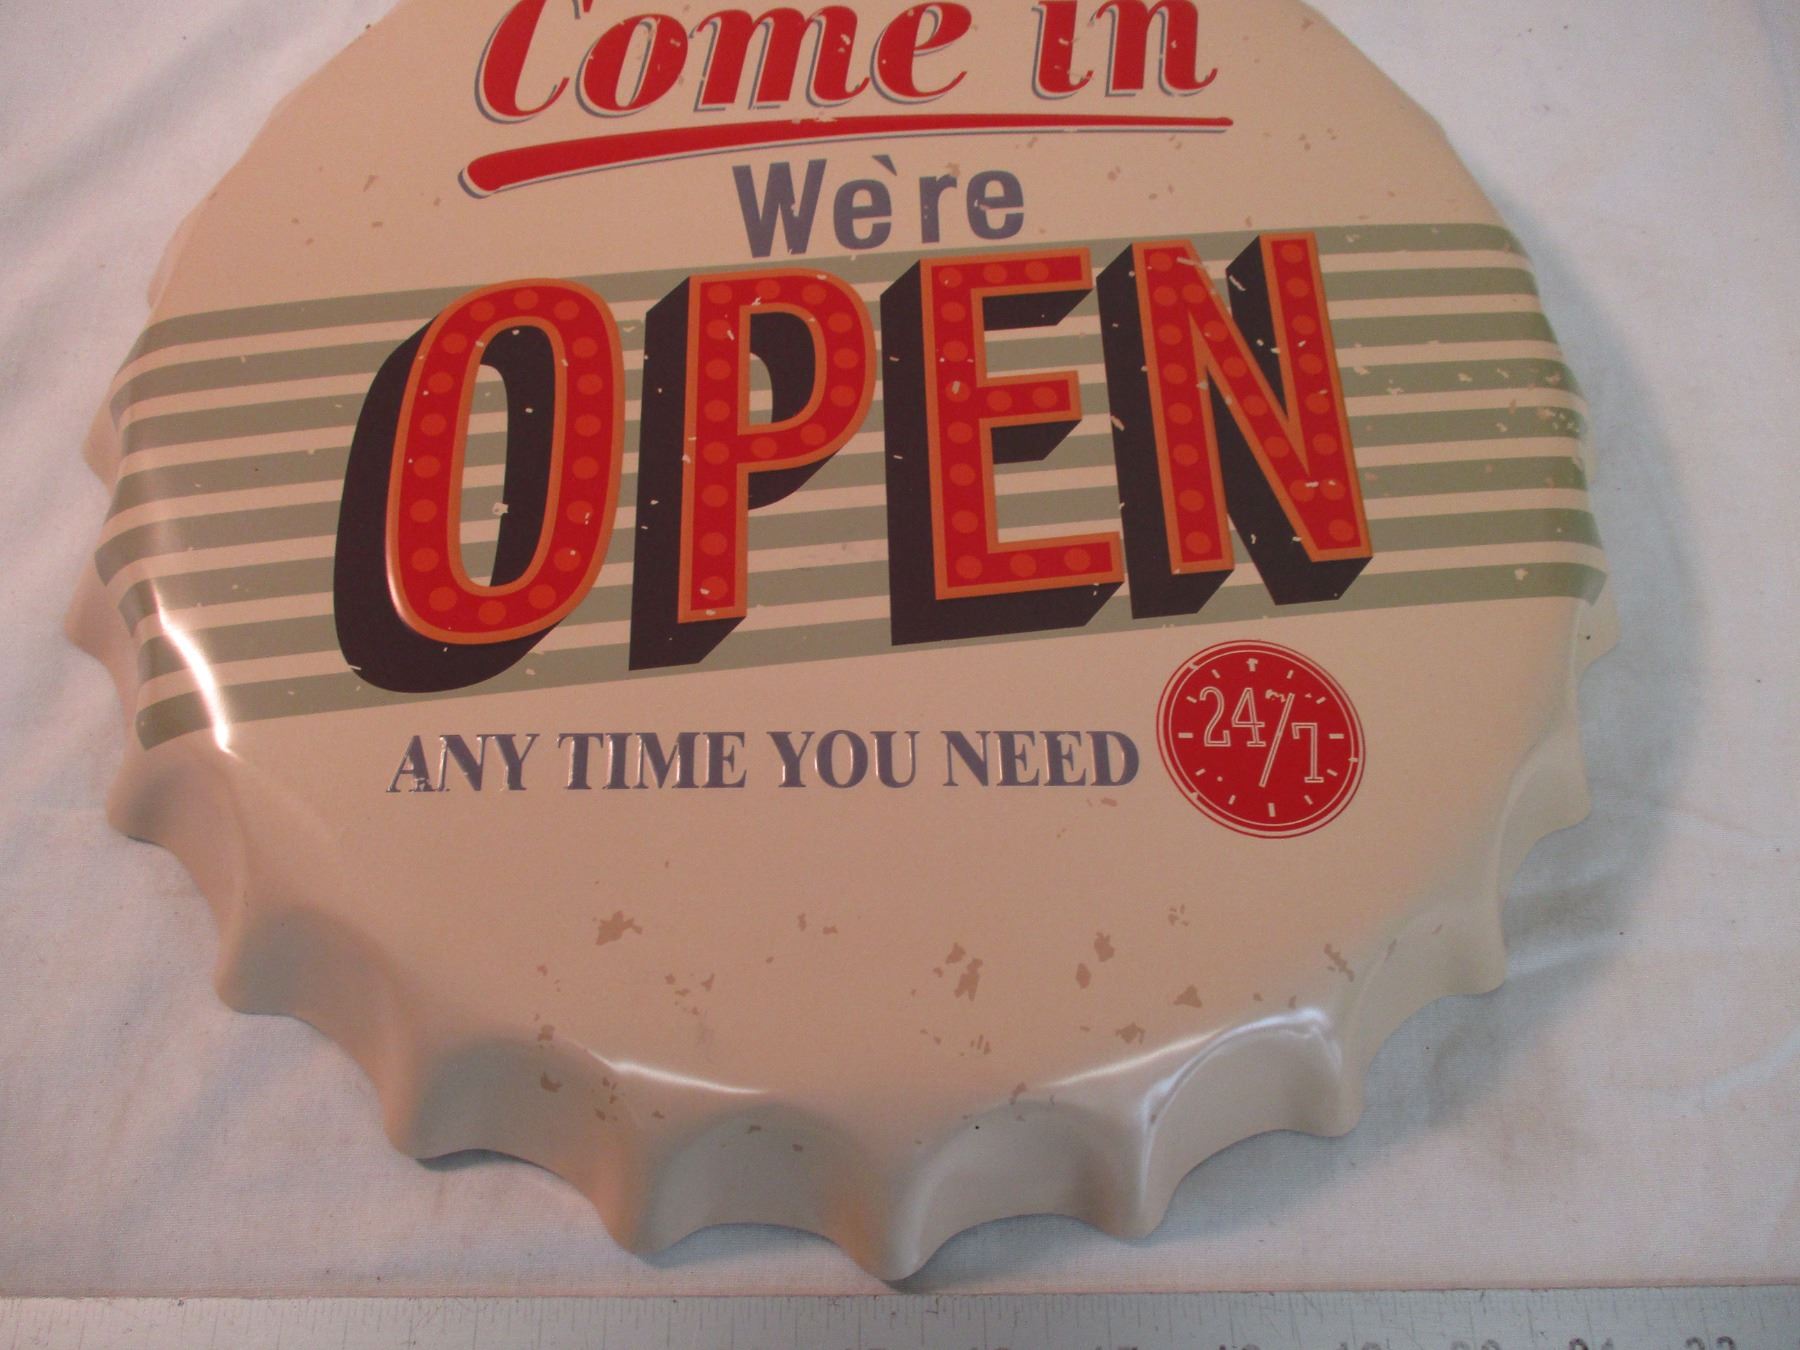 Come in
We`re
OPEN
ANY TIME YOU NEED
24/7